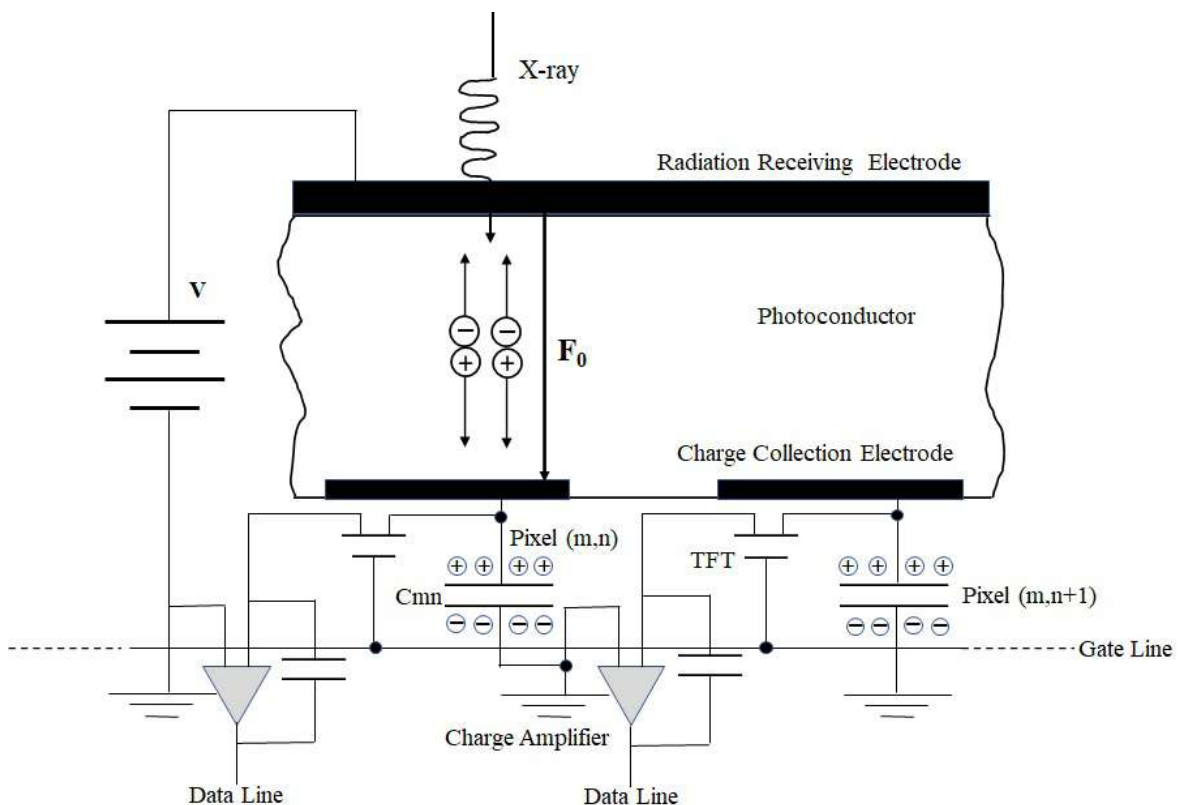 X-ray
Radiation Receiving Electrode
V
Photoconductor
F₀
Charge Collection Electrode
Pixel (m,n)
TFT
Cmn
Pixel (m,n+1)
Gate Line
Charge Amplifier
Data Line
Data Line